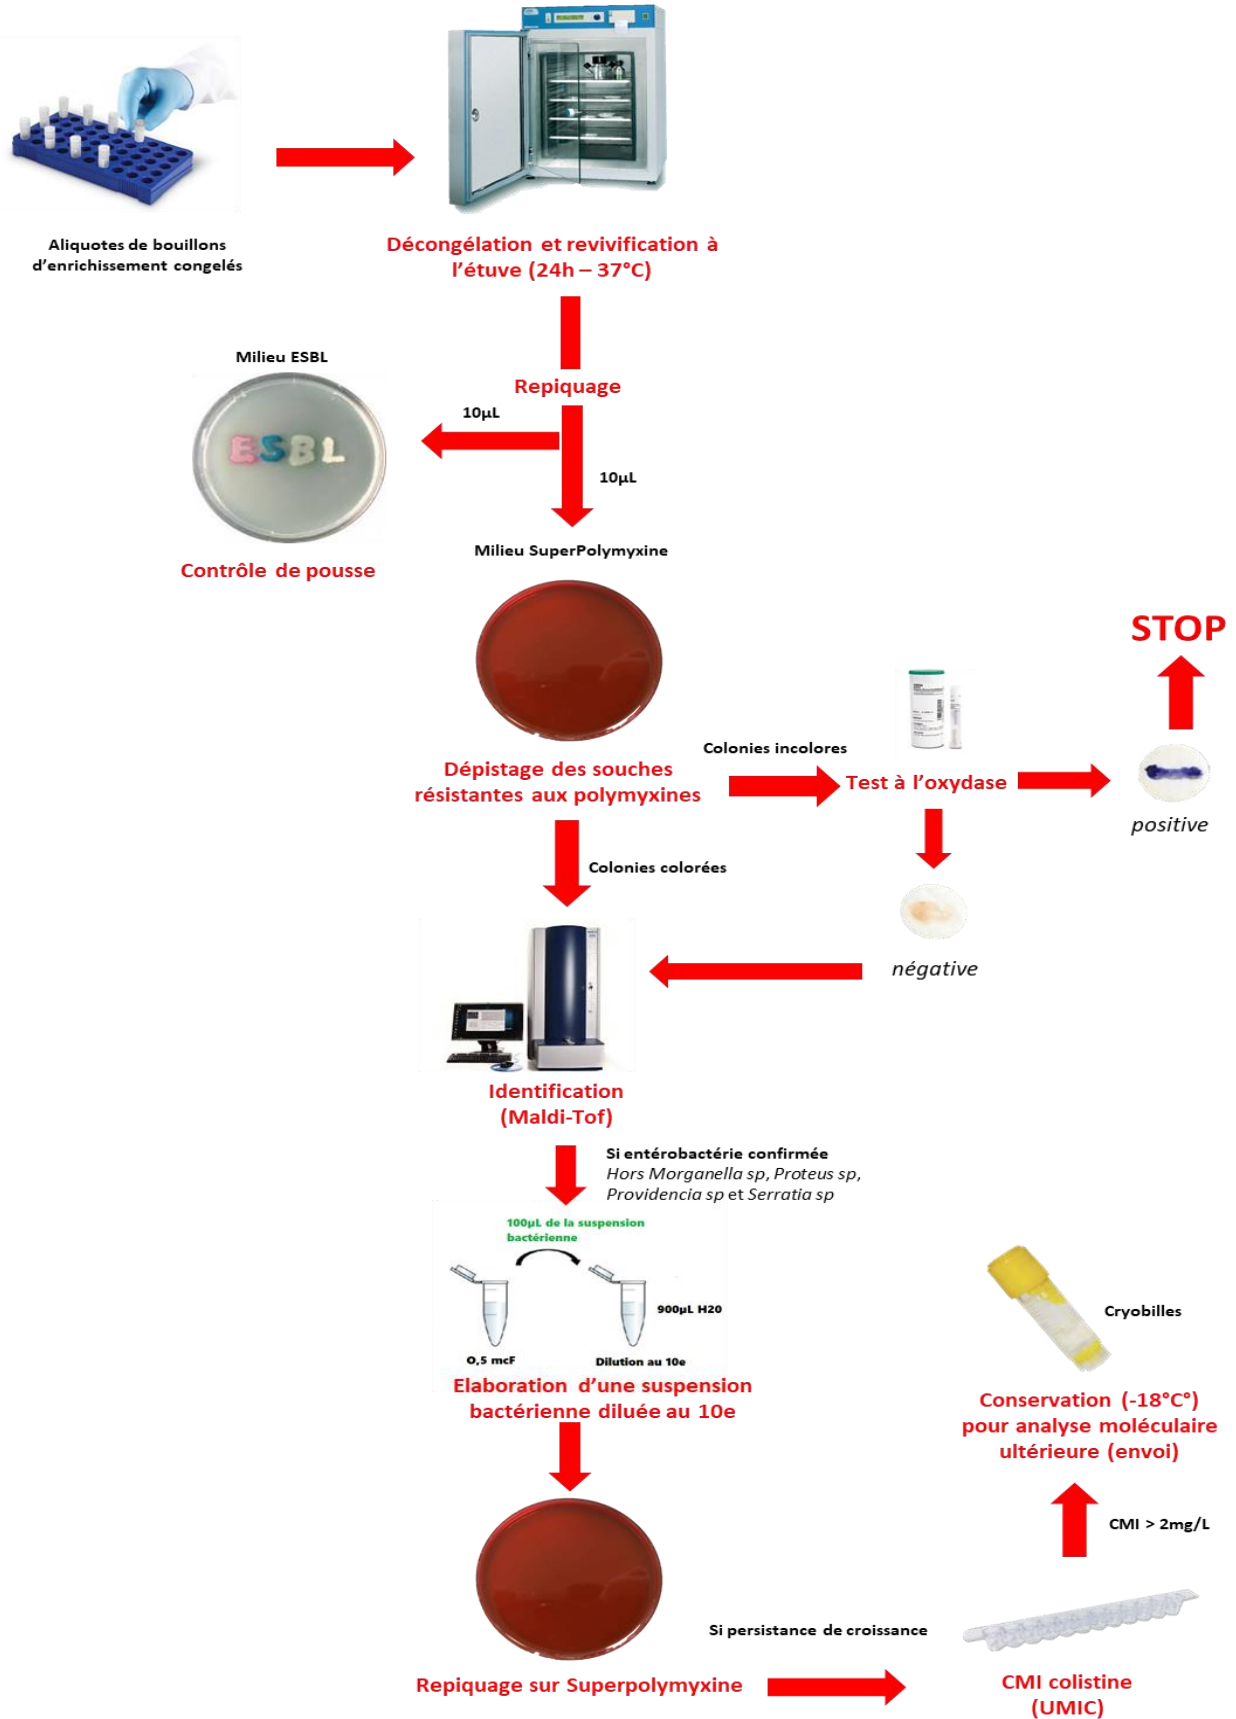 Aliquotes de bouillons
d'enrichissement congelés
Décongélation et revivification à
l'étuve (24h – 37°C)
Repiquage
Milieu ESBL
10µL
ESBL
10µL
Contrôle de pousse
Milieu SuperPolymyxine
STOP
Colonies incolores
Dépistage des souches
résistantes aux polymyxines
Test à l'oxydase
positive
Colonies colorées
négative
Identification
(Maldi-Tof)
Si entérobactérie confirmée
Hors Morganella sp, Proteus sp,
Providencia sp et Serratia sp
100µL de la suspension
bactérienne
900µL H20
0,5 mcF
Dilution au 10e
Elaboration d'une suspension
bactérienne diluée au 10e
Cryobilles
Conservation (-18°C°)
pour analyse moléculaire
ultérieure (envoi)
CMI > 2mg/L
Si persistance de croissance
Repiquage sur Superpolymyxine
CMI colistine
(UMIC)